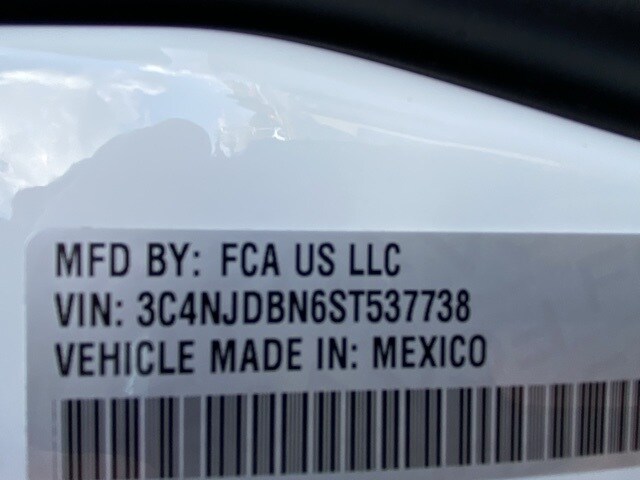 MFD BY: FCA US LLC
VIN: 3C4NJDBN6ST537738
VEHICLE MADE IN: MEXICO